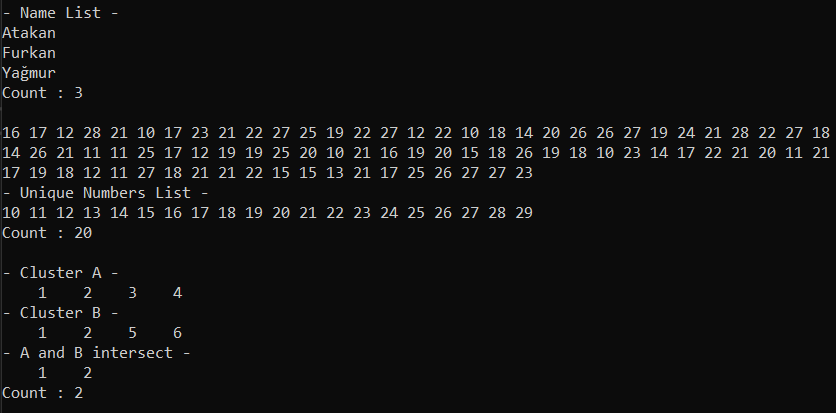 - Name List -
Atakan
Furkan
Yağmur
Count : 3
16 17 12 28 21 10 17 23 21 22 27 25 19 22 27 12 22 10 18 14 20 26 26 27 19 24 21 28 22 27 18
14 26 21 11 11 25 17 12 19 19 25 20 10 21 16 19 20 15 18 26 19 18 10 23 14 17 22 21 20 11 21
17 19 18 12 11 27 18 21 21 22 15 15 13 21 17 25 26 27 27 23
- Unique Numbers List -
10 11 12 13 14 15 16 17 18 19 20 21 22 23 24 25 26 27 28 29
Count : 20
- Cluster A -
1 2 3 4
- Cluster B -
1 2 5 6
- A and B intersect -
1 2
Count : 2